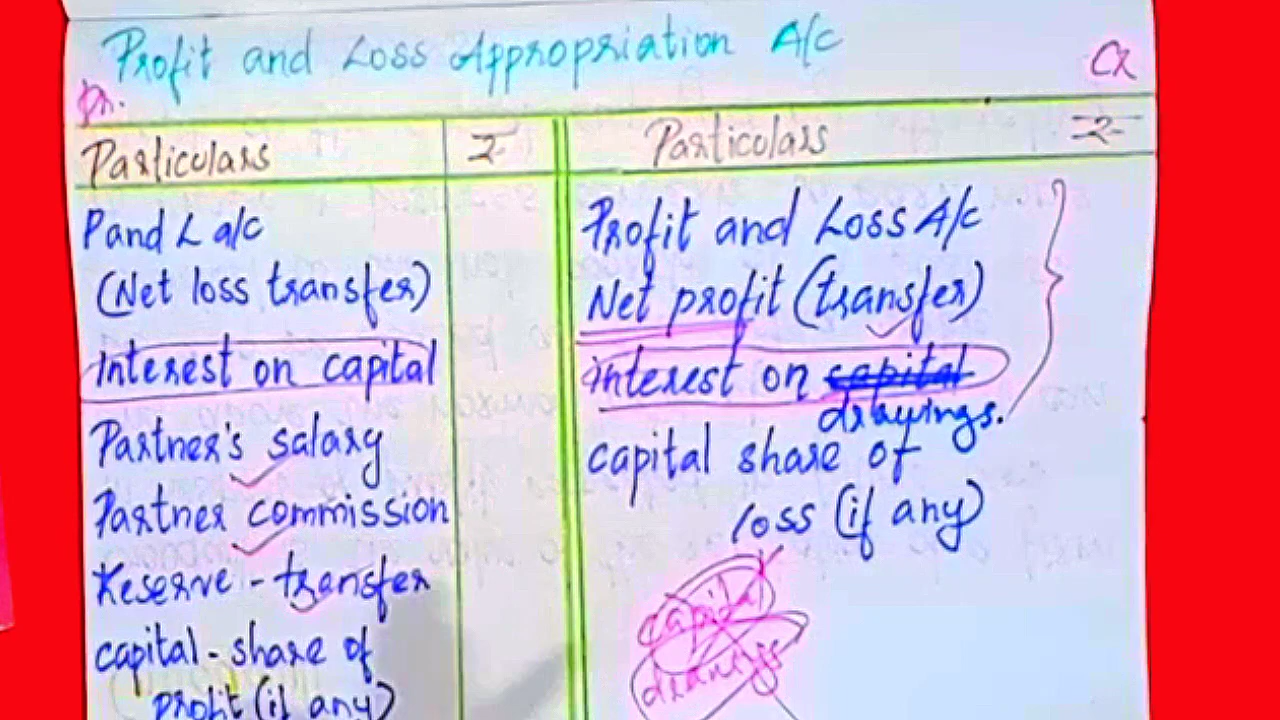 Profit and Loss Appropriation A/c
Dr.
Cr
Particulars ₹ Particulars ₹
P and L a/c
(Net loss transfer)
Interest on capital
Partner's salary
Partner commission
Reserve - transfer
capital - share of
profit (if any)
Profit and Loss A/c
Net profit (transfer)
interest on capital
drawings.
capital share of
loss (if any)
capital
drawings